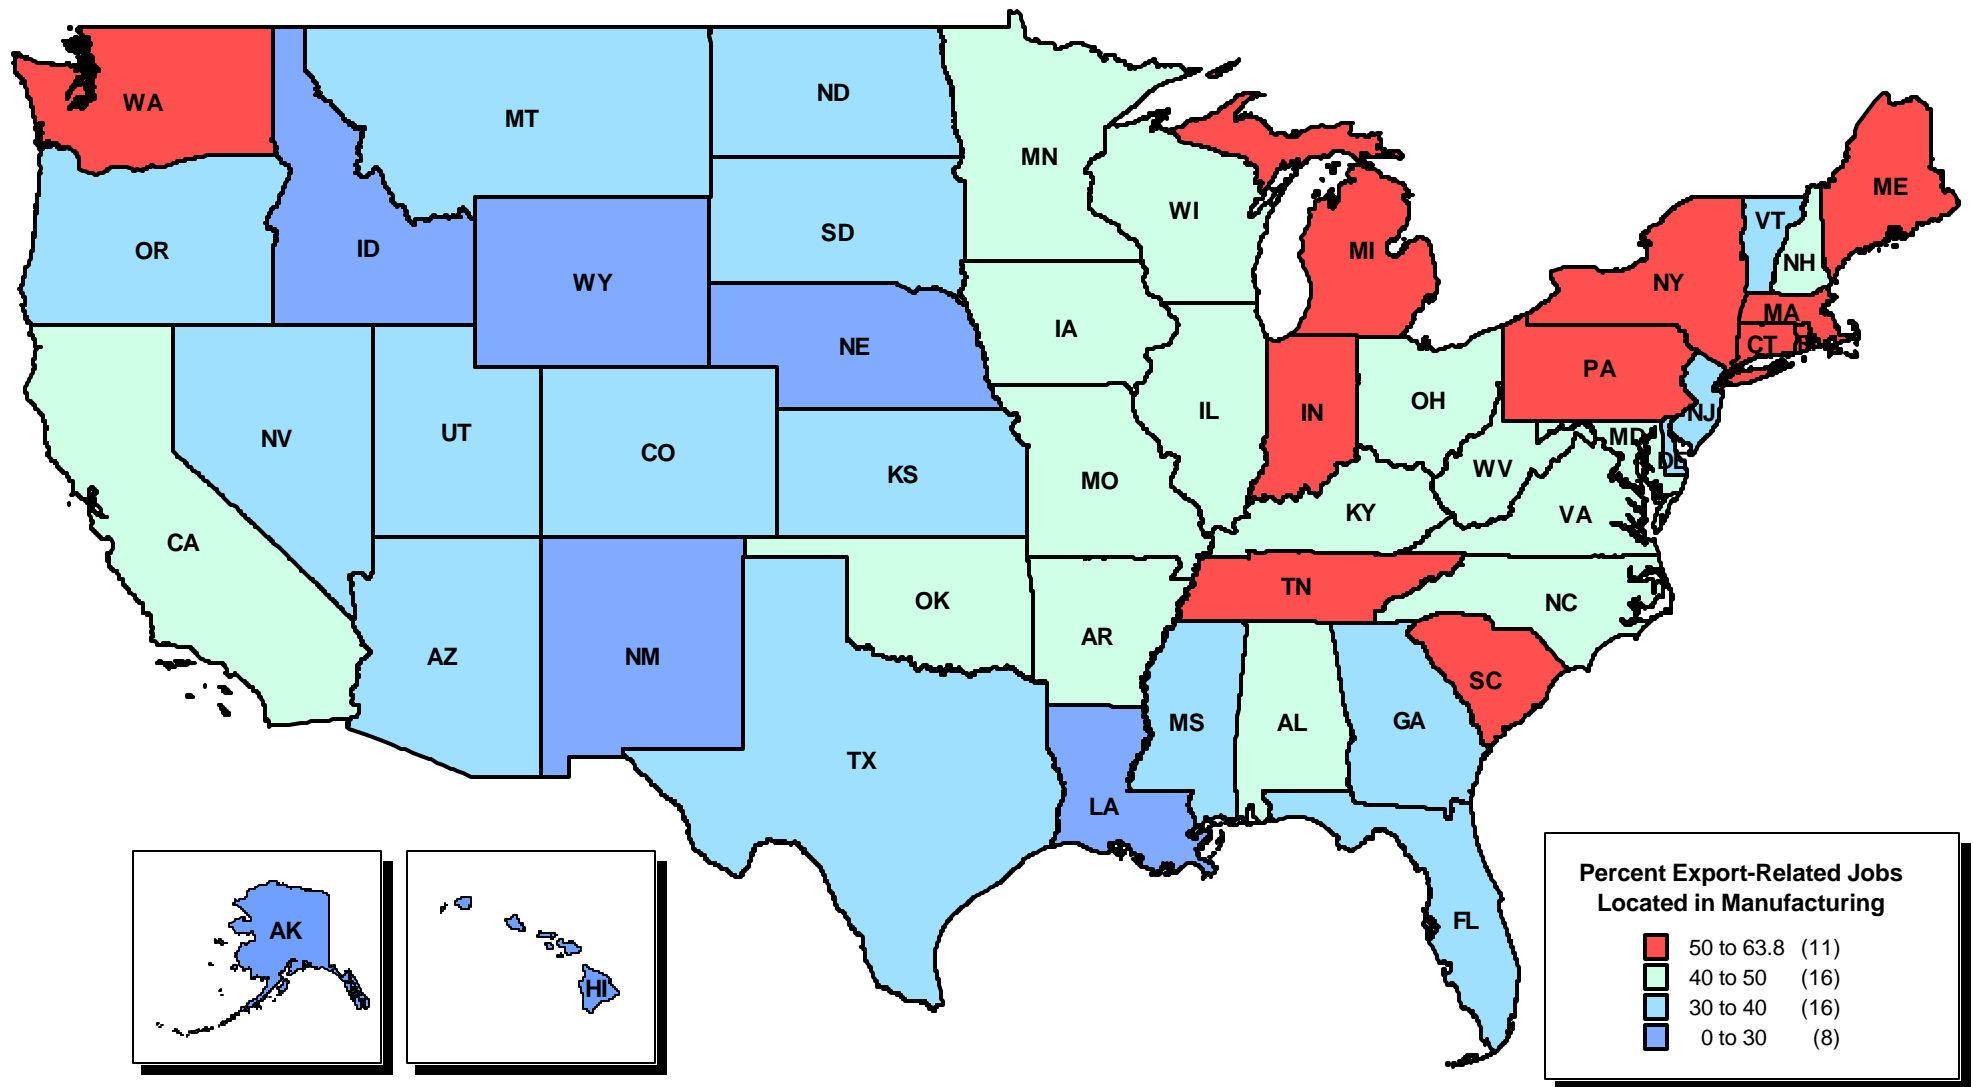 WA
MT
ND
MN
ME
OR
ID
SD
WI
MI
VT
NH
NY
WY
NE
IA
MA
CT
PA
NV
UT
CO
KS
MO
IL
IN
OH
NJ
MD
DE
WV
KY
VA
CA
AZ
NM
OK
AR
TN
NC
SC
MS
AL
GA
TX
LA
FL
AK
HI
Percent Export-Related Jobs
Located in Manufacturing
50 to 63.8 (11)
40 to 50 (16)
30 to 40 (16)
0 to 30 (8)